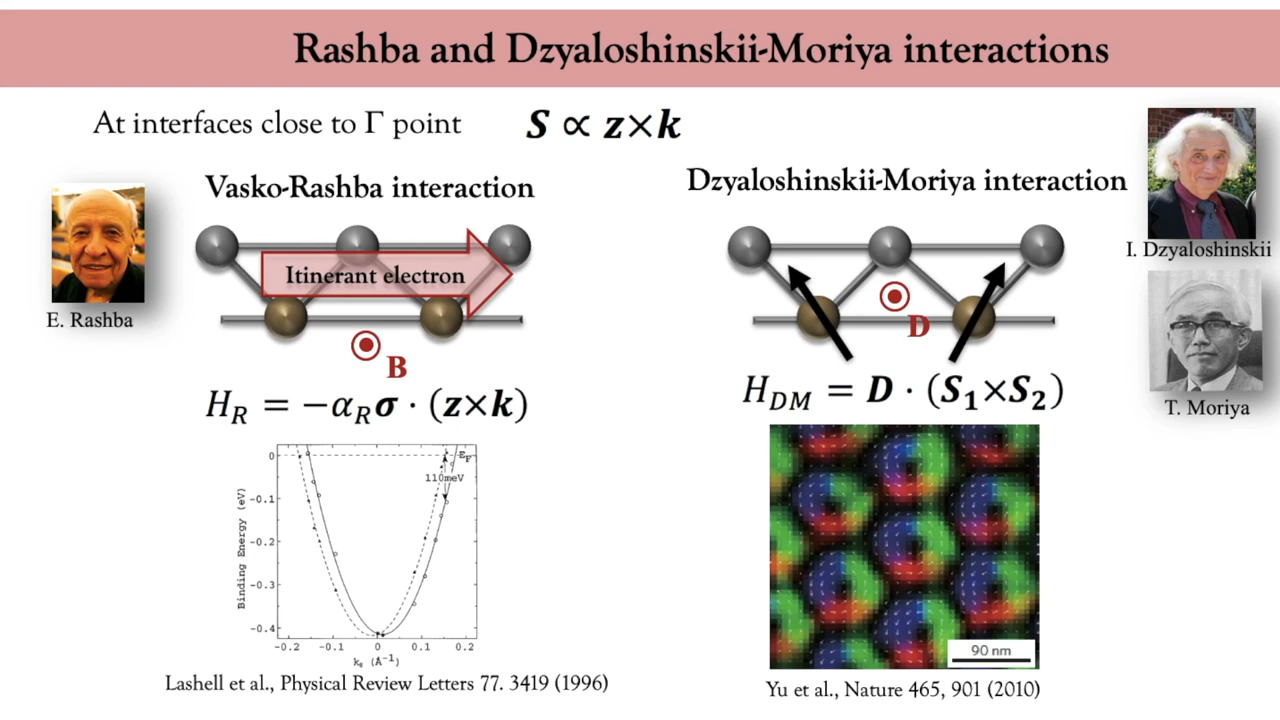 Rashba and Dzyaloshinskii-Moriya interactions
At interfaces close to Γ point
S ∝ z×k
Vasko-Rashba interaction
Itinerant electron
B
E. Rashba
H_R = −α_R σ · (z×k)
0
-0.1
-0.2
-0.3
-0.4
Binding Energy (eV)
E_F
110meV
-0.2 -0.1 0 0.1 0.2
k_∥ (Å⁻¹)
Lashell et al., Physical Review Letters 77. 3419 (1996)
Dzyaloshinskii-Moriya interaction
D
H_DM = D · (S_1×S_2)
90 nm
Yu et al., Nature 465, 901 (2010)
I. Dzyaloshinskii
T. Moriya